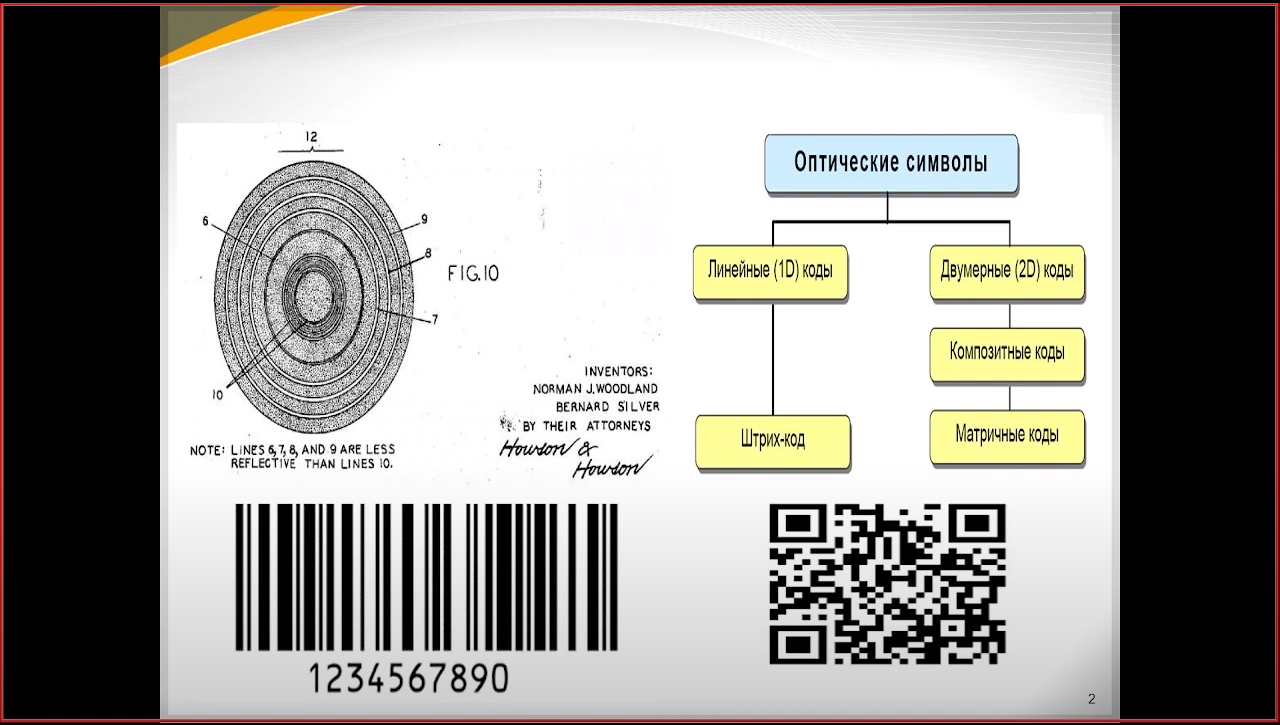 12
6
9
8
FIG.10
7
10
NOTE: LINES 6,7,8, AND 9 ARE LESS
REFLECTIVE THAN LINES 10.
INVENTORS:
NORMAN J.WOODLAND
BERNARD SILVER
BY THEIR ATTORNEYS
Howson &
Howson
Оптические символы
Линейные (1D) коды
Двумерные (2D) коды
Композитные коды
Штрих-код
Матричные коды
1234567890
2